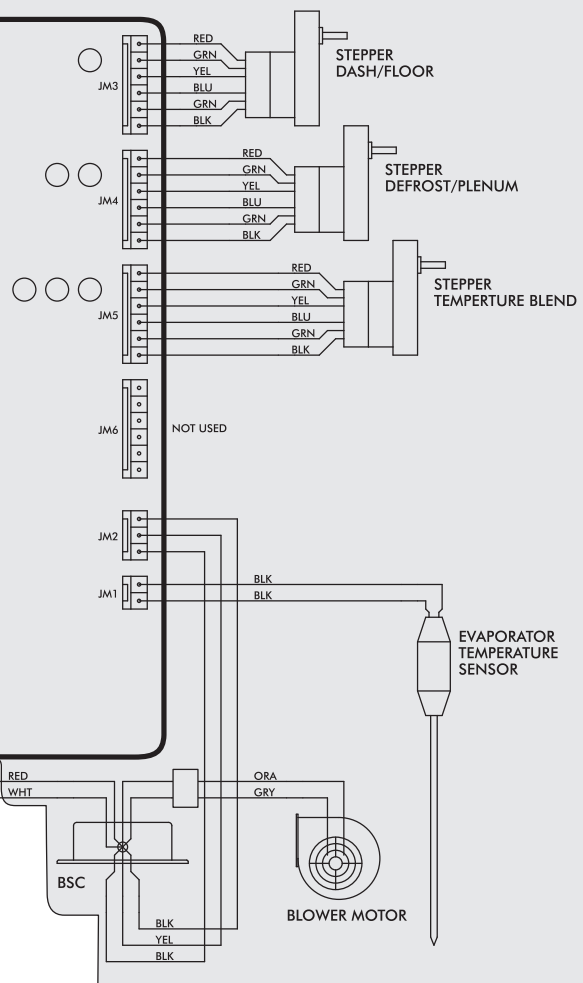 RED
GRN
YEL
BLU
GRN
BLK
JM3
STEPPER
DASH/FLOOR
RED
GRN
YEL
BLU
GRN
BLK
JM4
STEPPER
DEFROST/PLENUM
RED
GRN
YEL
BLU
GRN
BLK
JM5
STEPPER
TEMPERTURE BLEND
JM6
NOT USED
JM2
JM1
BLK
BLK
EVAPORATOR
TEMPERATURE
SENSOR
RED
WHT
ORA
GRY
BSC
BLOWER MOTOR
BLK
YEL
BLK